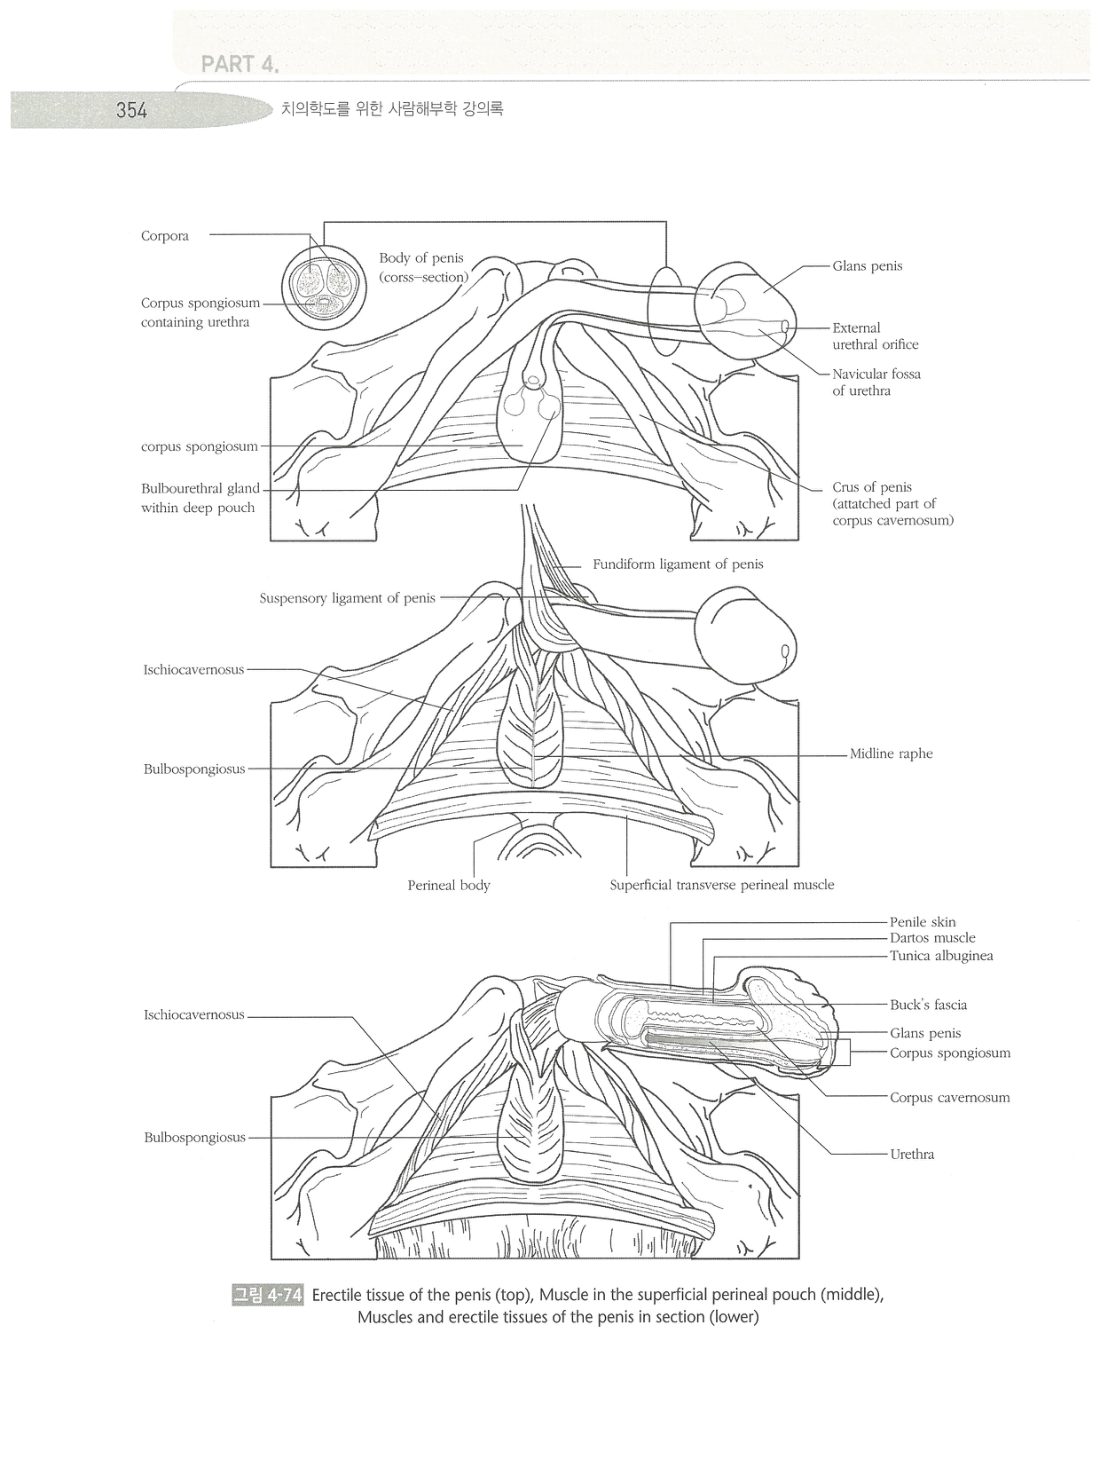 PART 4.
354
치의학도를 위한 사람해부학 강의록
Corpora
Body of penis
(corss-section)
Corpus spongiosum
containing urethra
Glans penis
External
urethral orifice
Navicular fossa
of urethra
corpus spongiosum
Bulbourethral gland
within deep pouch
Crus of penis
(attatched part of
corpus cavernosum)
Fundiform ligament of penis
Suspensory ligament of penis
Ischiocavernosus
Midline raphe
Bulbospongiosus
Perineal body
Superficial transverse perineal muscle
Penile skin
Dartos muscle
Tunica albuginea
Buck's fascia
Glans penis
Corpus spongiosum
Corpus cavernosum
Urethra
Ischiocavernosus
Bulbospongiosus
그림 4-74 Erectile tissue of the penis (top), Muscle in the superficial perineal pouch (middle),
Muscles and erectile tissues of the penis in section (lower)